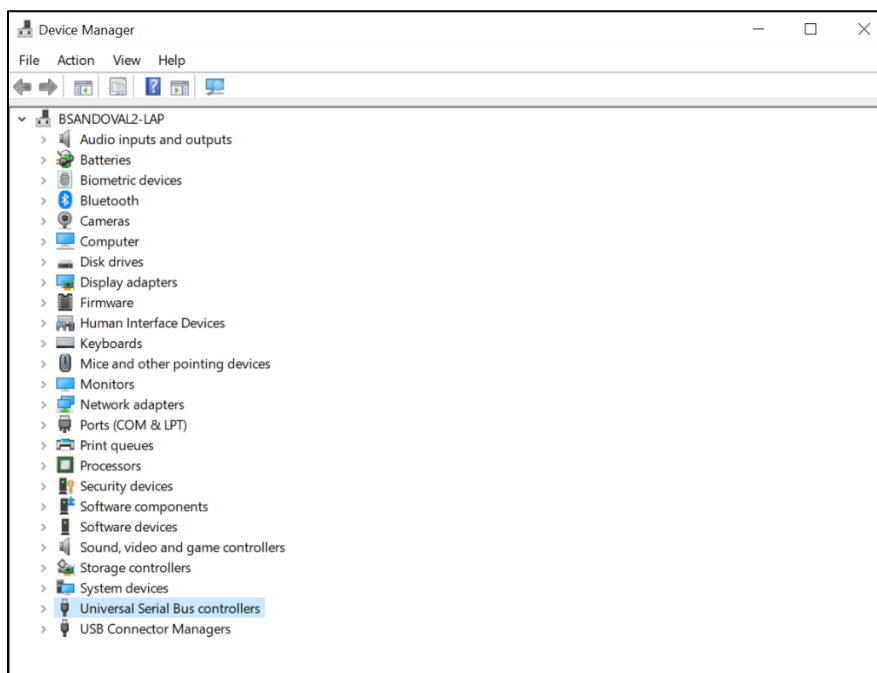 Device Manager
File Action View Help
BSANDOVAL2-LAP
Audio inputs and outputs
Batteries
Biometric devices
Bluetooth
Cameras
Computer
Disk drives
Display adapters
Firmware
Human Interface Devices
Keyboards
Mice and other pointing devices
Monitors
Network adapters
Ports (COM & LPT)
Print queues
Processors
Security devices
Software components
Software devices
Sound, video and game controllers
Storage controllers
System devices
Universal Serial Bus controllers
USB Connector Managers